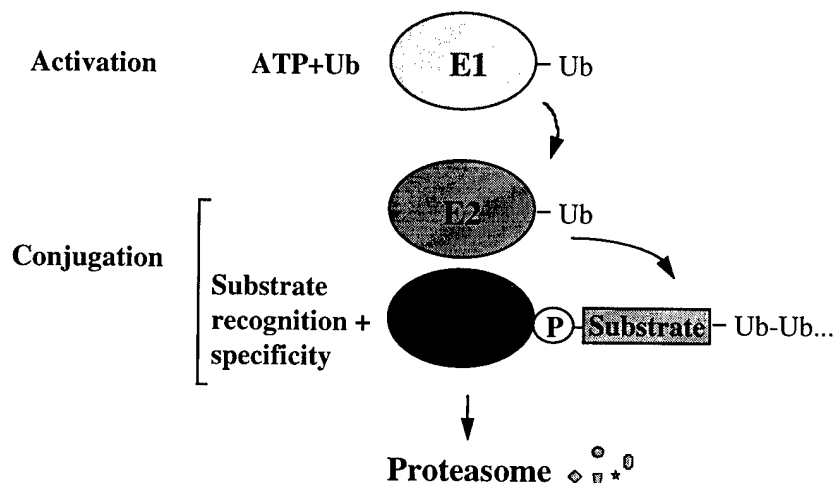 Activation
ATP+Ub
E1
Ub
E2
Ub
Conjugation
Substrate
recognition +
specificity
P
Substrate
Ub-Ub...
Proteasome